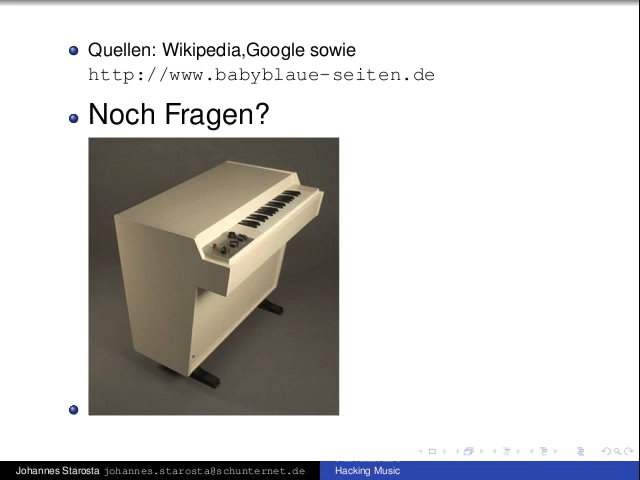 Quellen: Wikipedia,Google sowie
http://www.babyblaue-seiten.de
Noch Fragen?
Johannes Starosta johannes.starosta@schunternet.de
Hacking Music